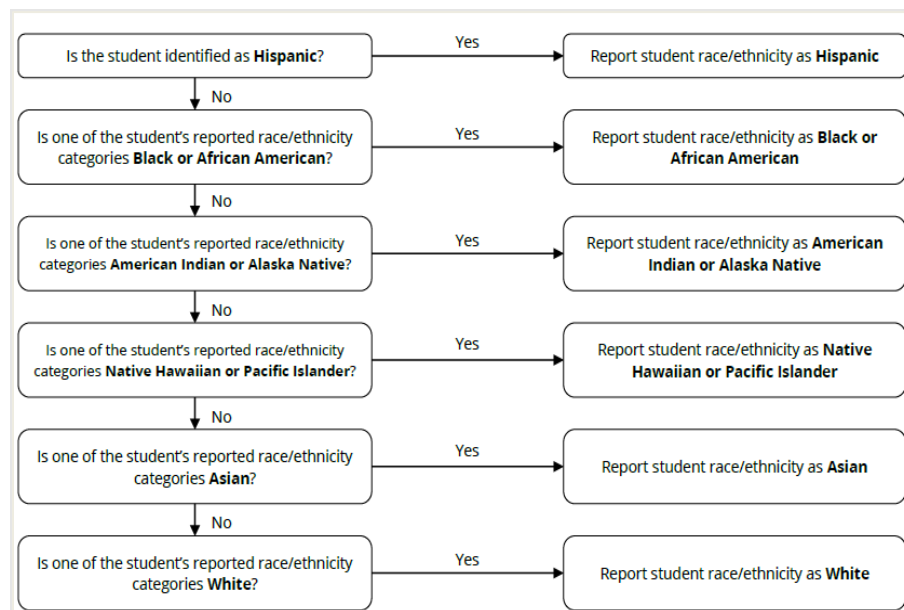 Is the student identified as Hispanic?
Yes
Report student race/ethnicity as Hispanic
No
Is one of the student's reported race/ethnicity
categories Black or African American?
Yes
Report student race/ethnicity as Black or
African American
No
Is one of the student's reported race/ethnicity
categories American Indian or Alaska Native?
Yes
Report student race/ethnicity as American
Indian or Alaska Native
No
Is one of the student's reported race/ethnicity
categories Native Hawaiian or Pacific Islander?
Yes
Report student race/ethnicity as Native
Hawaiian or Pacific Islander
No
Is one of the student's reported race/ethnicity
categories Asian?
Yes
Report student race/ethnicity as Asian
No
Is one of the student's reported race/ethnicity
categories White?
Yes
Report student race/ethnicity as White